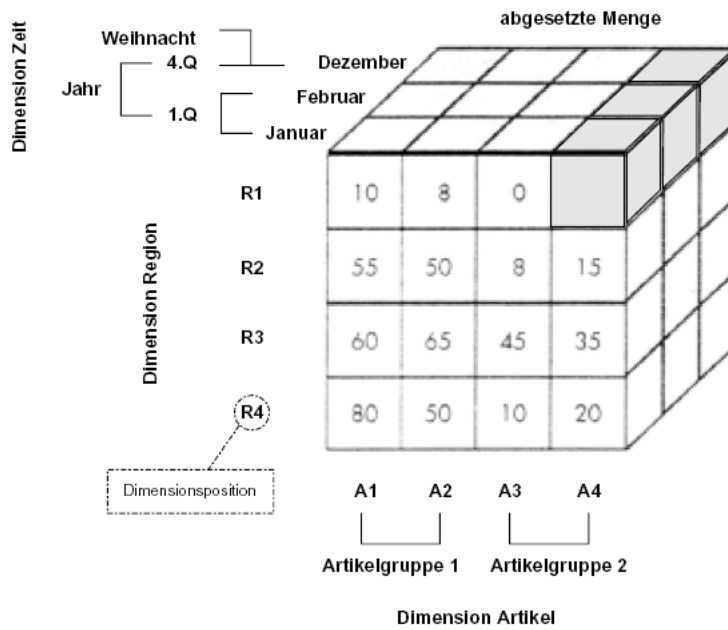 abgesetzte Menge
Dimension Zeit
Weihnacht
4.Q
Dezember
Jahr
Februar
1.Q
Januar
Dimension Region
R1 10 8 0
R2 55 50 8 15
R3 60 65 45 35
R4 80 50 10 20
Dimensionsposition
A1 A2 A3 A4
Artikelgruppe 1 Artikelgruppe 2
Dimension Artikel